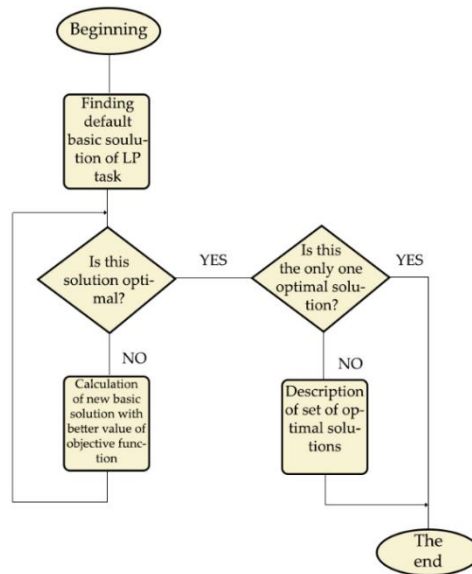 Beginning
Finding
default
basic soulu-
tion of LP
task
Is this
solution opti-
mal?
YES
Is this
the only one
optimal solu-
tion?
YES
NO
Calculation
of new basic
solution with
better value of
objective func-
tion
NO
Description
of set of op-
timal solu-
tions
The
end